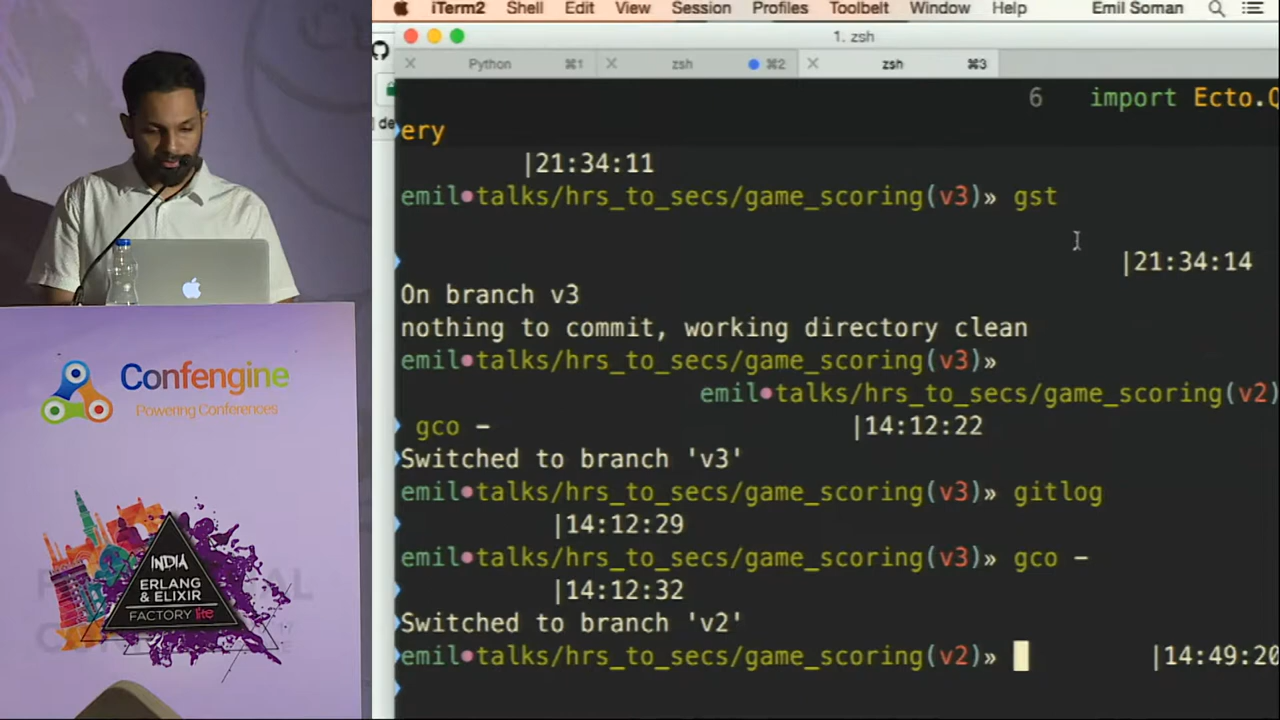 iTerm2 Shell Edit View Session Profiles Toolbelt Window Help Emil Soman
1. zsh
Python ⌘1 zsh ⌘2 zsh ⌘3
6 import Ecto.Q
de
ery
|21:34:11
emil•talks/hrs_to_secs/game_scoring(v3)» gst
|21:34:14
On branch v3
nothing to commit, working directory clean
emil•talks/hrs_to_secs/game_scoring(v3)»
emil•talks/hrs_to_secs/game_scoring(v2)
gco - |14:12:22
Switched to branch 'v3'
emil•talks/hrs_to_secs/game_scoring(v3)» gitlog
|14:12:29
emil•talks/hrs_to_secs/game_scoring(v3)» gco -
|14:12:32
Switched to branch 'v2'
emil•talks/hrs_to_secs/game_scoring(v2)» |14:49:20
Confengine
Powering Conferences
INDIA
ERLANG
& ELIXIR
FACTORY lite